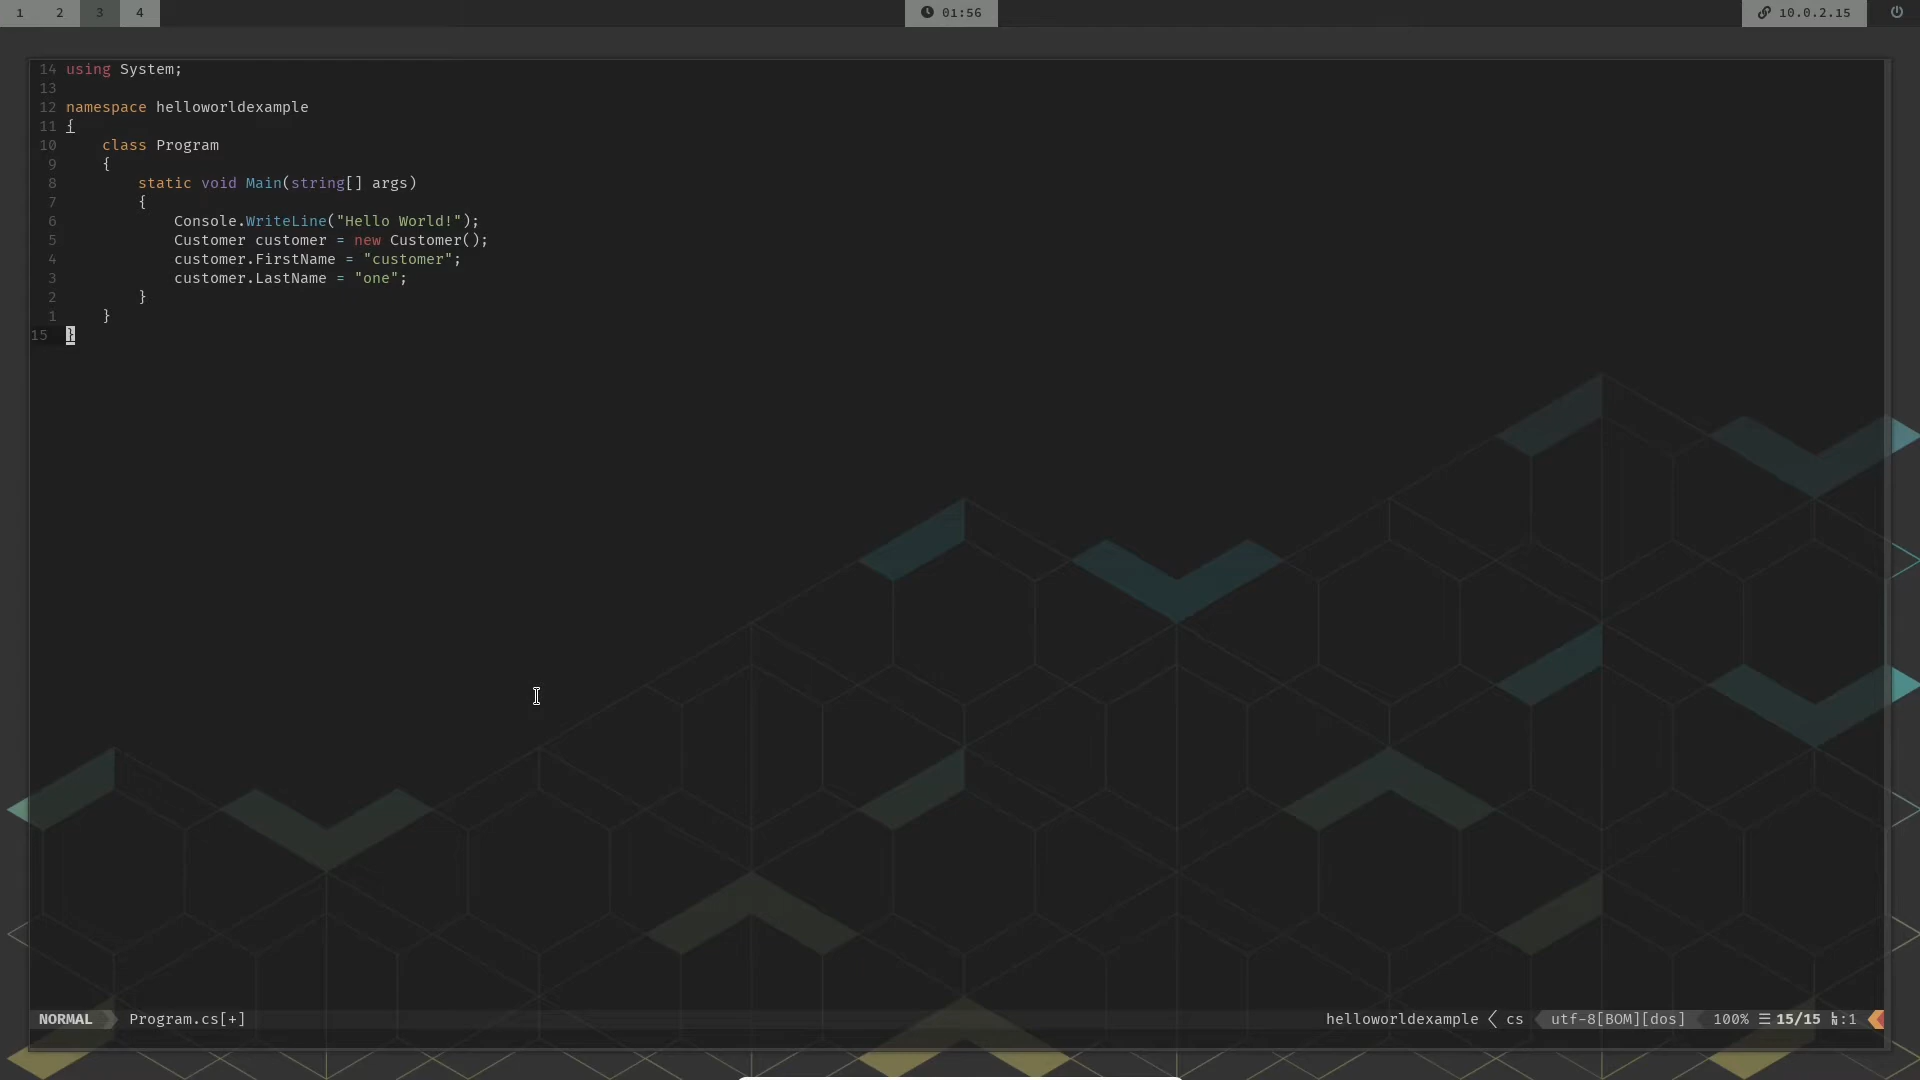 1 2 3 4 01:56 10.0.2.15
14 using System;
13
12 namespace helloworldexample
11 {
10     class Program
9     {
8         static void Main(string[] args)
7         {
6             Console.WriteLine("Hello World!");
5             Customer customer = new Customer();
4             customer.FirstName = "customer";
3             customer.LastName = "one";
2         }
1     }
15 }
NORMAL Program.cs[+] helloworldexample cs utf-8[BOM][dos] 100% ☰ 15/15 :1